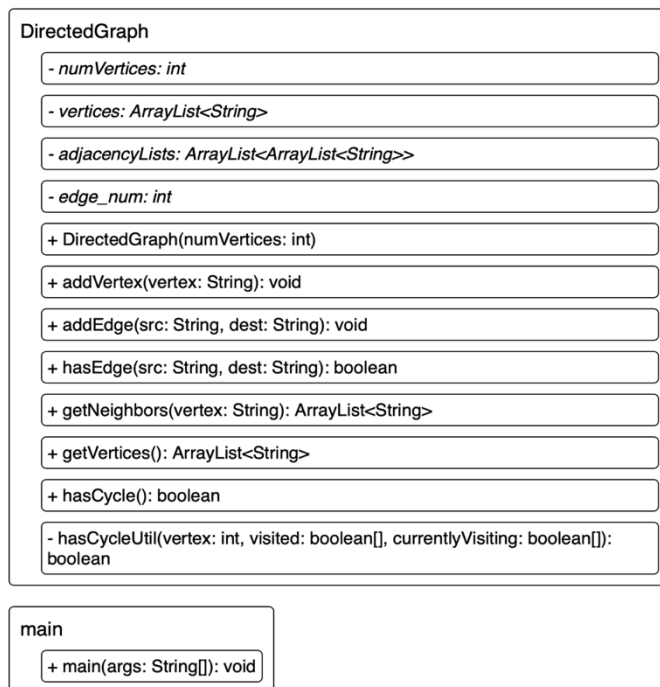 DirectedGraph
- numVertices: int
- vertices: ArrayList<String>
- adjacencyLists: ArrayList<ArrayList<String>>
- edge_num: int
+ DirectedGraph(numVertices: int)
+ addVertex(vertex: String): void
+ addEdge(src: String, dest: String): void
+ hasEdge(src: String, dest: String): boolean
+ getNeighbors(vertex: String): ArrayList<String>
+ getVertices(): ArrayList<String>
+ hasCycle(): boolean
- hasCycleUtil(vertex: int, visited: boolean[], currentlyVisiting: boolean[]):
boolean
main
+ main(args: String[]): void